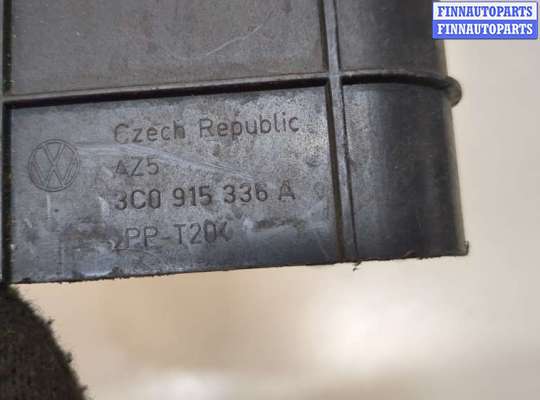 FINNAUTOPARTS
FINNAUTOPARTS
Czech Republic
AZ5
3C0 915 336 A
PP-T20